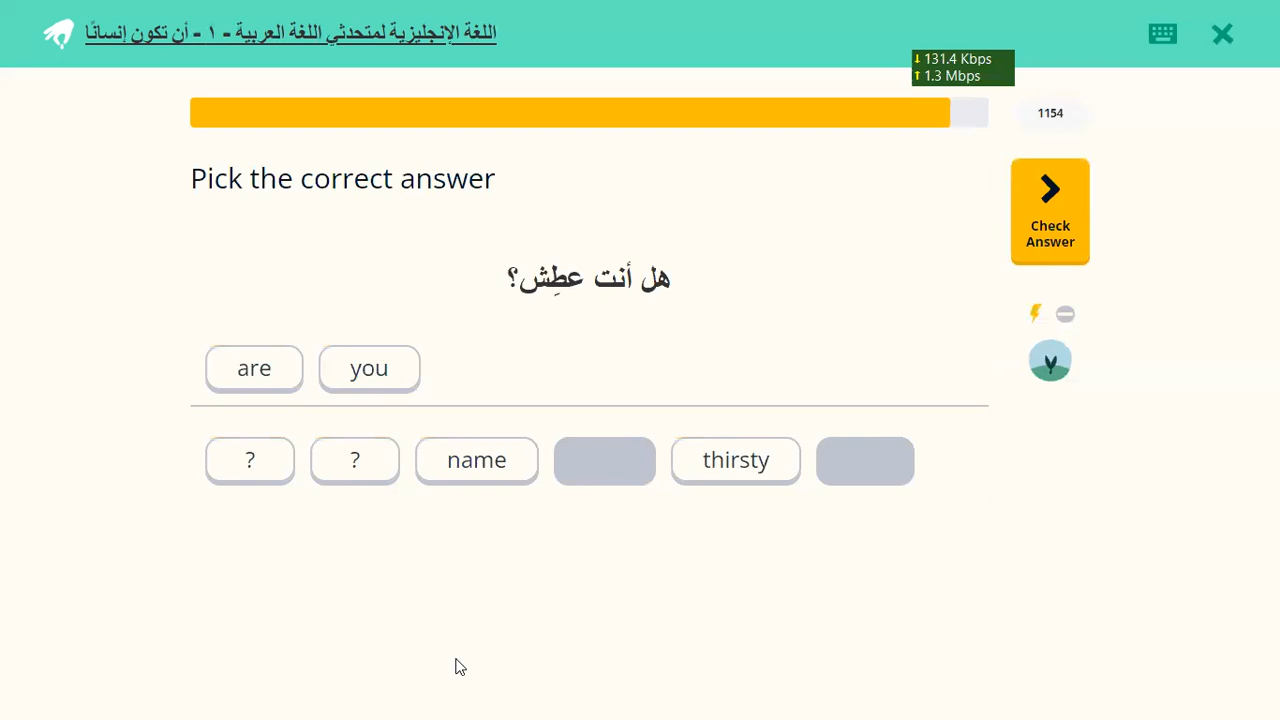 اللغة الإنجليزية لمتحدثي اللغة العربية - ١ - أن تكون إنسانًا
↓ 131.4 Kbps
↑ 1.3 Mbps
1154
Pick the correct answer
Check
Answer
هل أنت عطِش؟
are you
? ? name thirsty